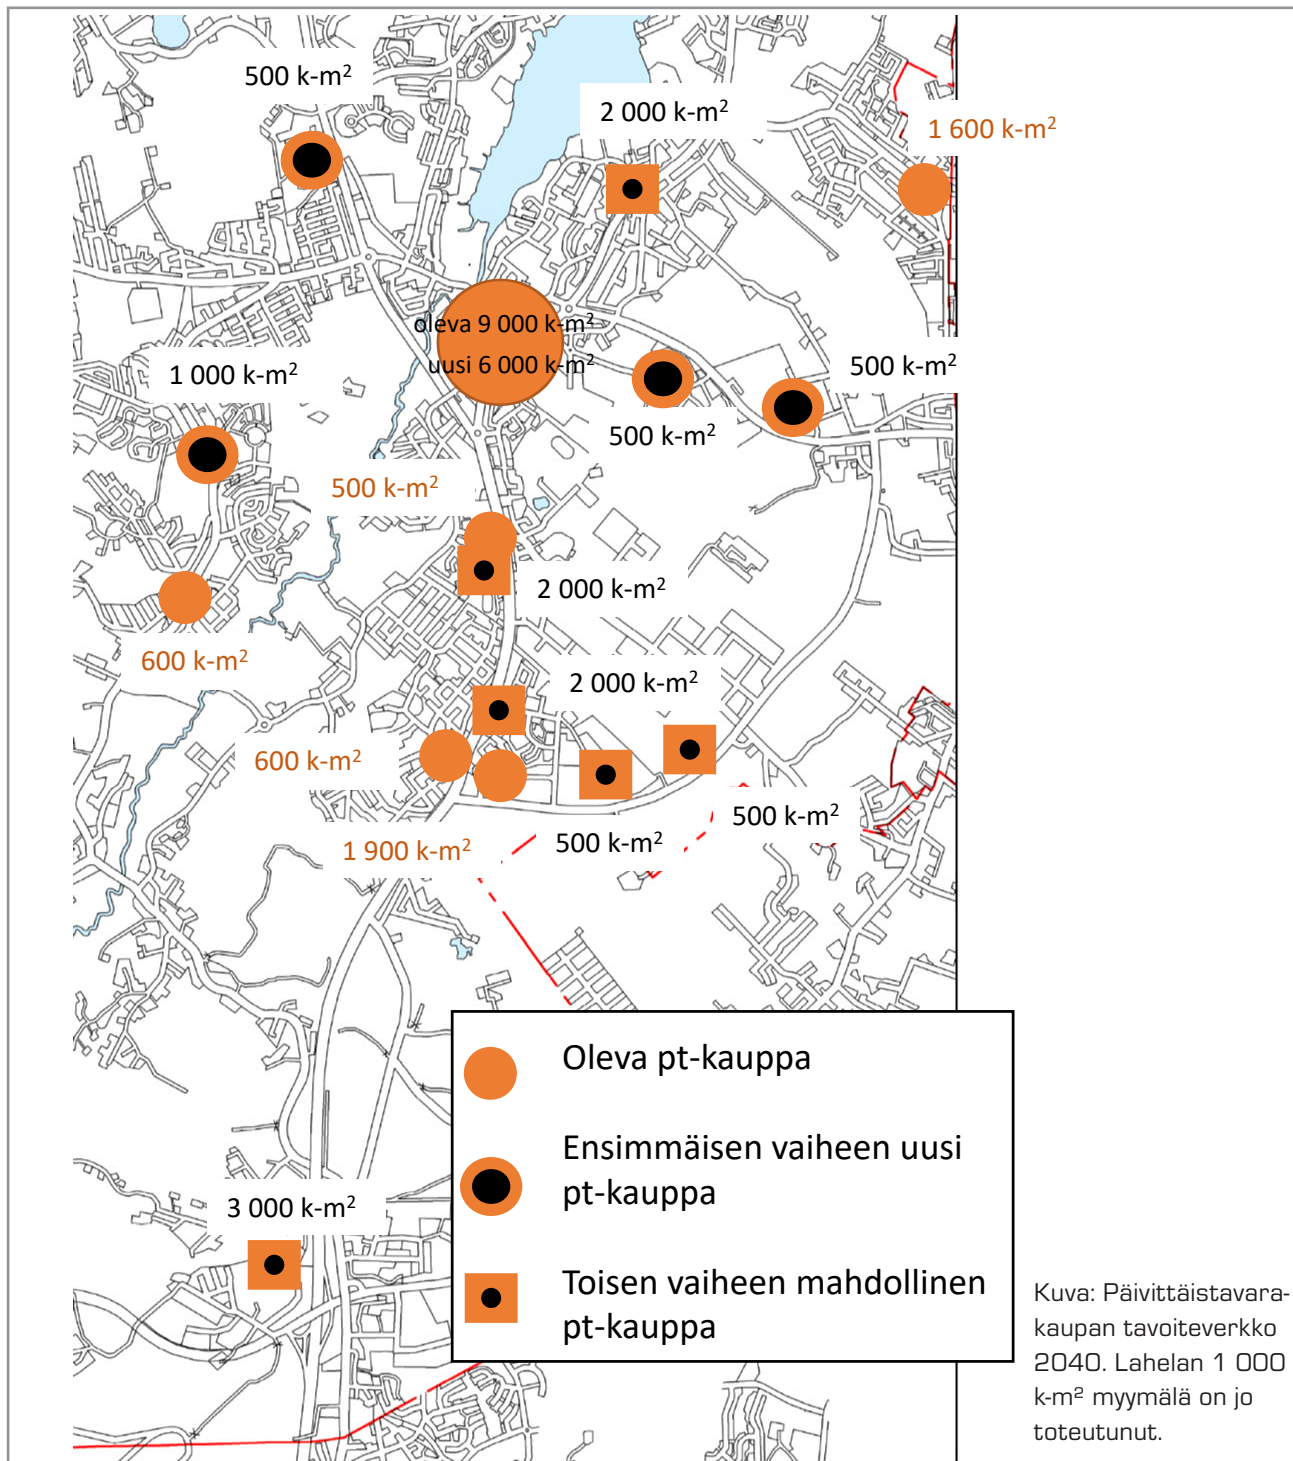 500 k-m²
2 000 k-m²
1 600 k-m²
oleva 9 000 k-m²
uusi 6 000 k-m²
1 000 k-m²
500 k-m²
500 k-m²
500 k-m²
2 000 k-m²
600 k-m²
2 000 k-m²
600 k-m²
500 k-m²
500 k-m²
1 900 k-m²
3 000 k-m²
Oleva pt-kauppa
Ensimmäisen vaiheen uusi
pt-kauppa
Toisen vaiheen mahdollinen
pt-kauppa
Kuva: Päivittäistavara-
kaupan tavoiteverkko
2040. Lahelan 1 000
k-m² myymälä on jo
toteutunut.